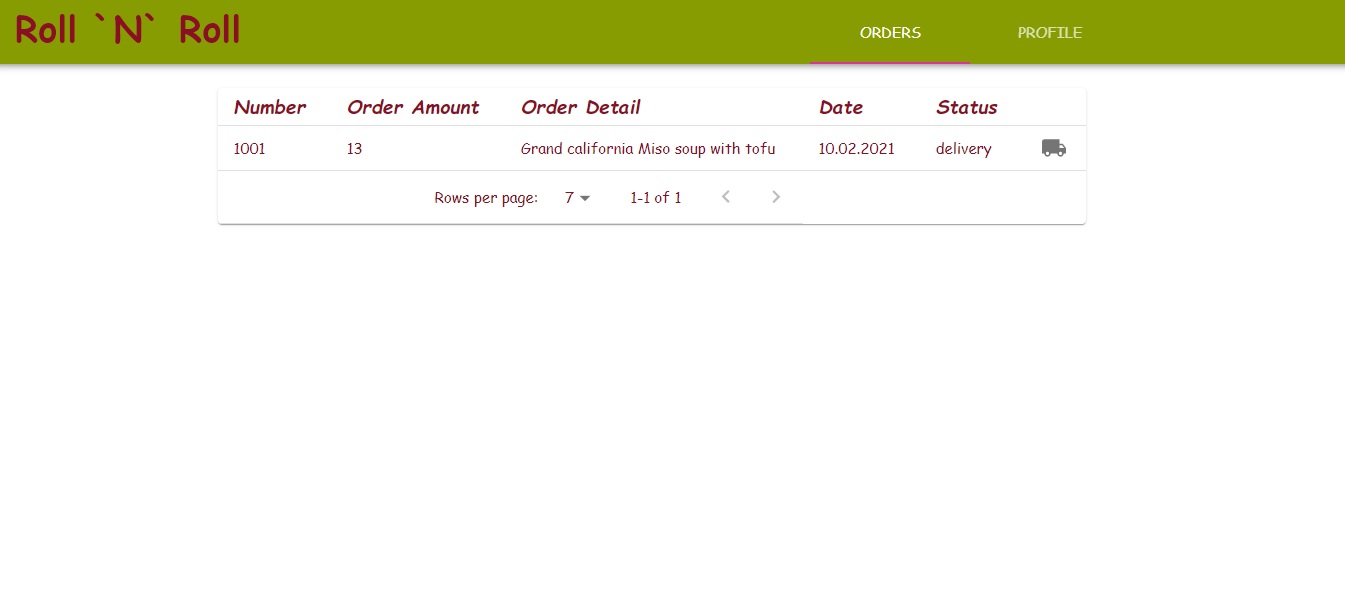 Roll `N` Roll ORDERS PROFILE
Number Order Amount Order Detail Date Status
1001 13 Grand california Miso soup with tofu 10.02.2021 delivery
Rows per page: 7 1-1 of 1